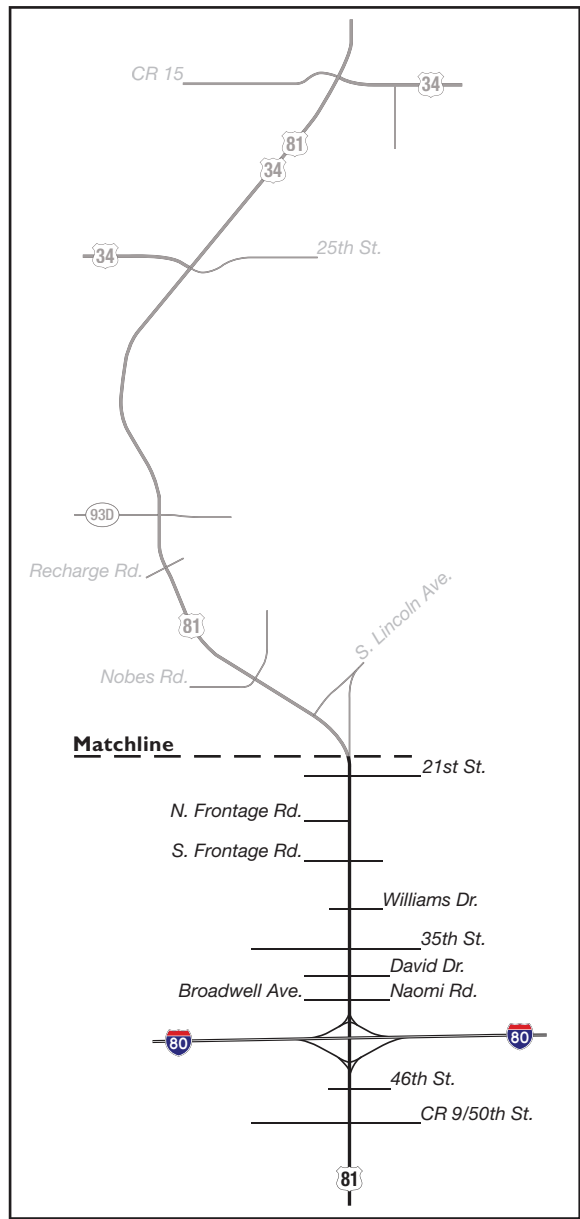 CR 15
34
81
34
34
25th St.
93D
Recharge Rd.
81
S. Lincoln Ave.
Nobes Rd.
Matchline
21st St.
N. Frontage Rd.
S. Frontage Rd.
Williams Dr.
35th St.
David Dr.
Broadwell Ave. Naomi Rd.
80 80
46th St.
CR 9/50th St.
81